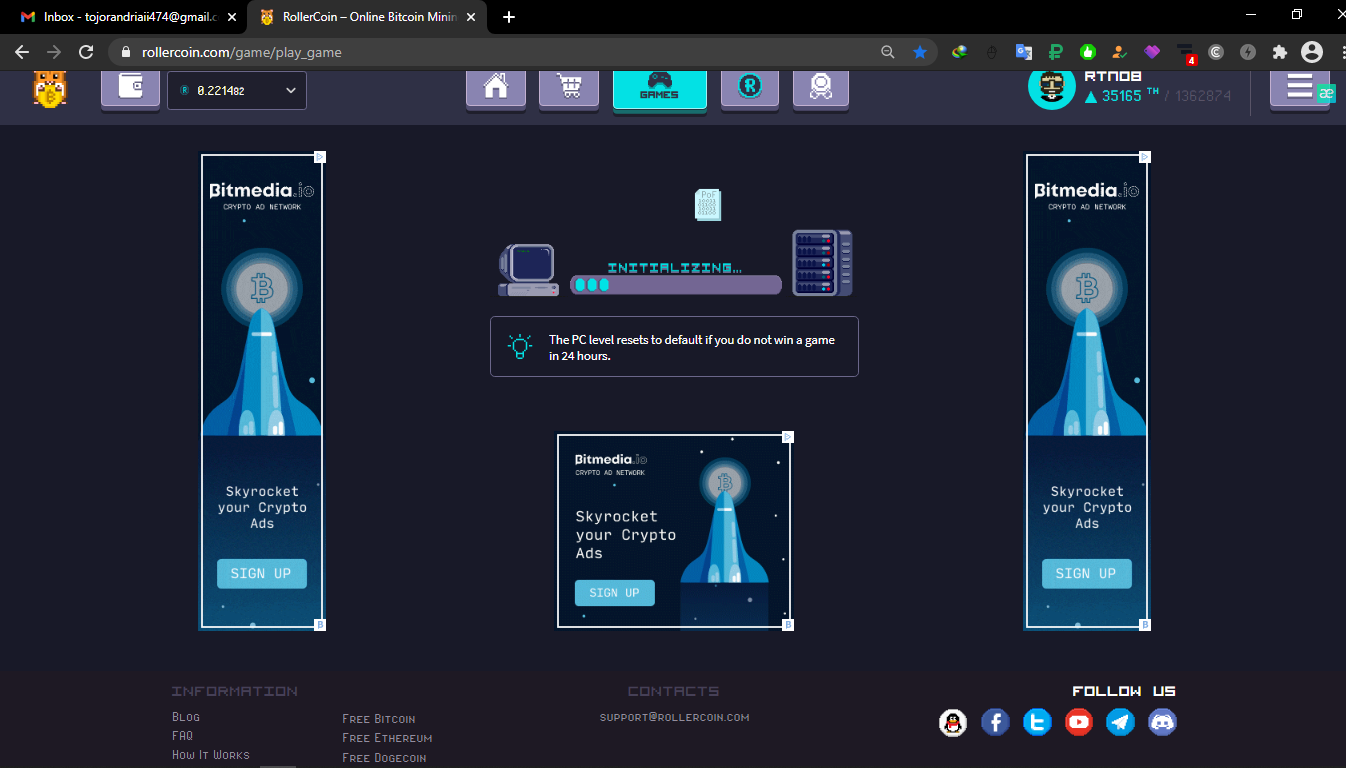 Inbox - tojorandriaii474@gmail.c
RollerCoin – Online Bitcoin Minin
rollercoin.com/game/play_game
4
0.221482
GAMES
RTNOB
35165 TH / 1362874
æ
Bitmedia.io
CRYPTO AD NETWORK
Skyrocket
your Crypto
Ads
SIGN UP
PoF
INITIALIZING...
The PC level resets to default if you do not win a game
in 24 hours.
Bitmedia.io
CRYPTO AD NETWORK
Skyrocket
your Crypto
Ads
SIGN UP
Bitmedia.io
CRYPTO AD NETWORK
Skyrocket
your Crypto
Ads
SIGN UP
INFORMATION
Blog
FAQ
How It Works
Free Bitcoin
Free Ethereum
Free Dogecoin
CONTACTS
support@rollercoin.com
FOLLOW US